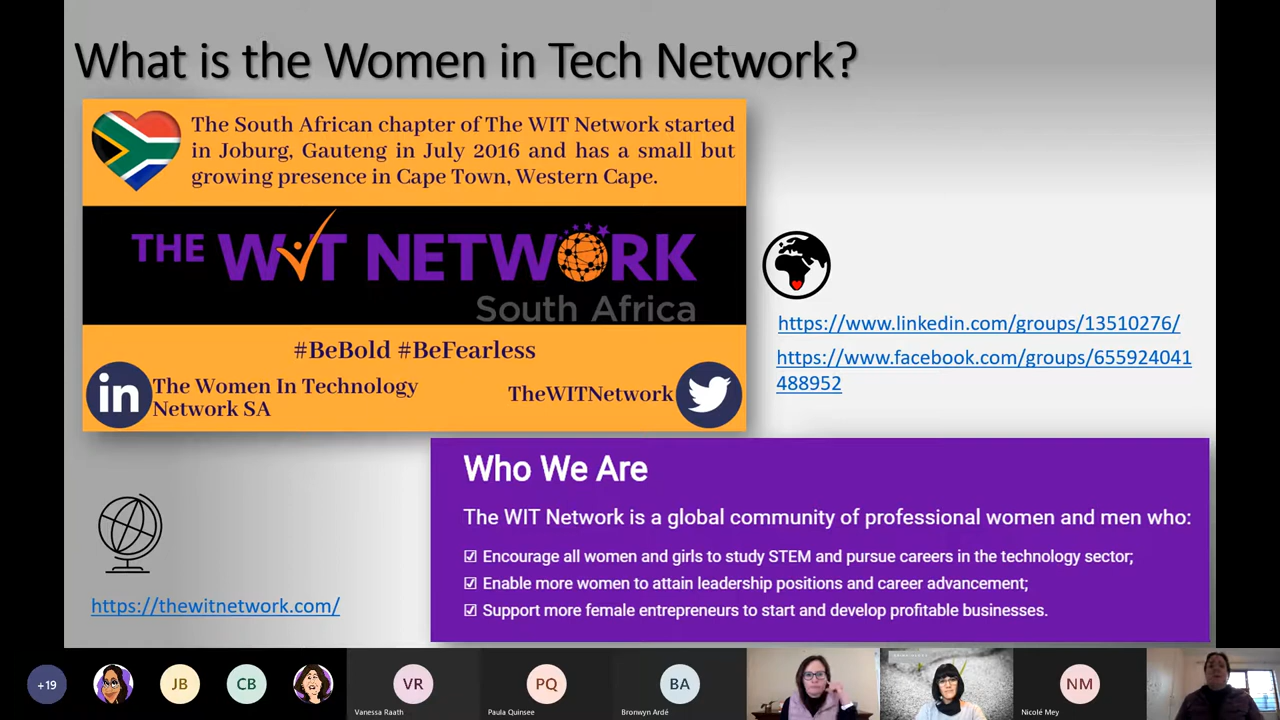 What is the Women in Tech Network?
The South African chapter of The WIT Network started
in Joburg, Gauteng in July 2016 and has a small but
growing presence in Cape Town, Western Cape.
THE WIT NETWORK
South Africa
#BeBold #BeFearless
in
The Women In Technology
Network SA
TheWITNetwork
https://www.linkedin.com/groups/13510276/
https://www.facebook.com/groups/655924041
488952
Who We Are
The WIT Network is a global community of professional women and men who:
☑ Encourage all women and girls to study STEM and pursue careers in the technology sector;
☑ Enable more women to attain leadership positions and career advancement;
☑ Support more female entrepreneurs to start and develop profitable businesses.
https://thewitnetwork.com/
+19
JB
CB
VR
Vanessa Raath
PQ
Paula Quinsee
BA
Bronwyn Ardé
NM
Nicolé Mey